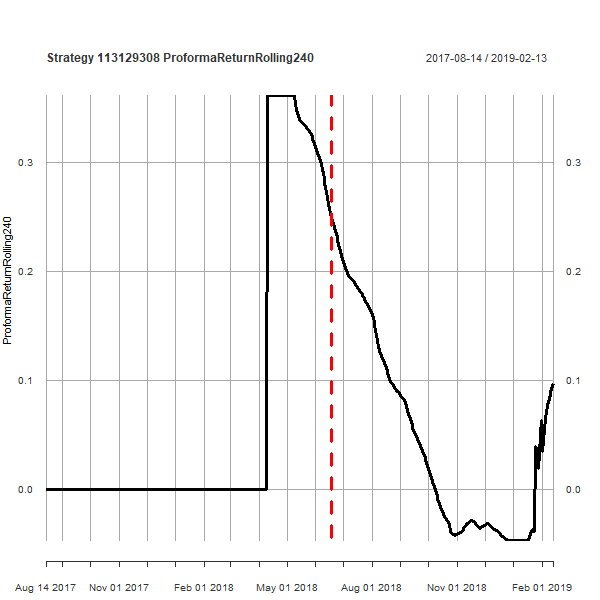 Strategy 113129308 ProformaReturnRolling240
2017-08-14 / 2019-02-13
ProformaReturnRolling240
0.3
0.3
0.2
0.2
0.1
0.1
0.0
0.0
Aug 14 2017
Nov 01 2017
Feb 01 2018
May 01 2018
Aug 01 2018
Nov 01 2018
Feb 01 2019